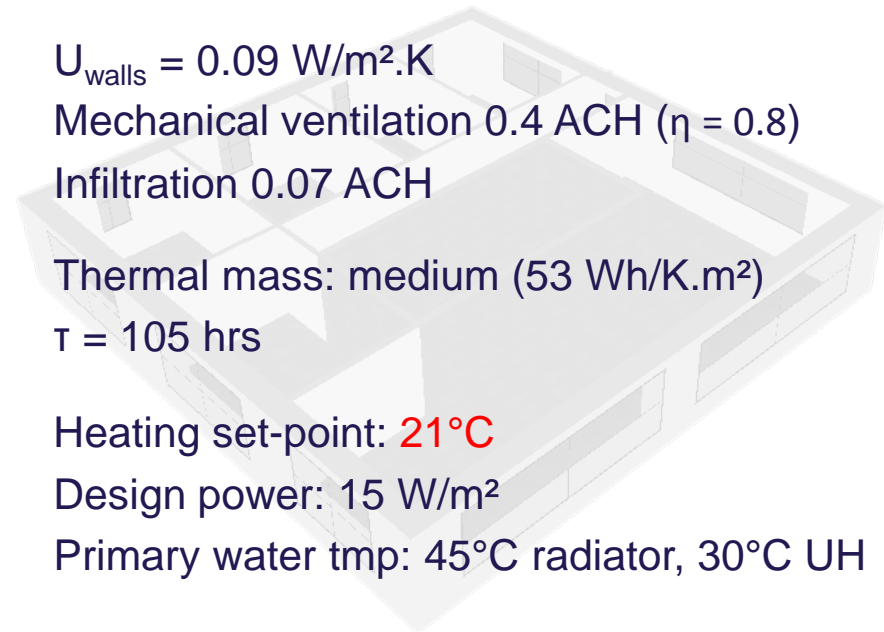 U_walls = 0.09 W/m².K
Mechanical ventilation 0.4 ACH (η = 0.8)
Infiltration 0.07 ACH
Thermal mass: medium (53 Wh/K.m²)
τ = 105 hrs
Heating set-point: 21°C
Design power: 15 W/m²
Primary water tmp: 45°C radiator, 30°C UH